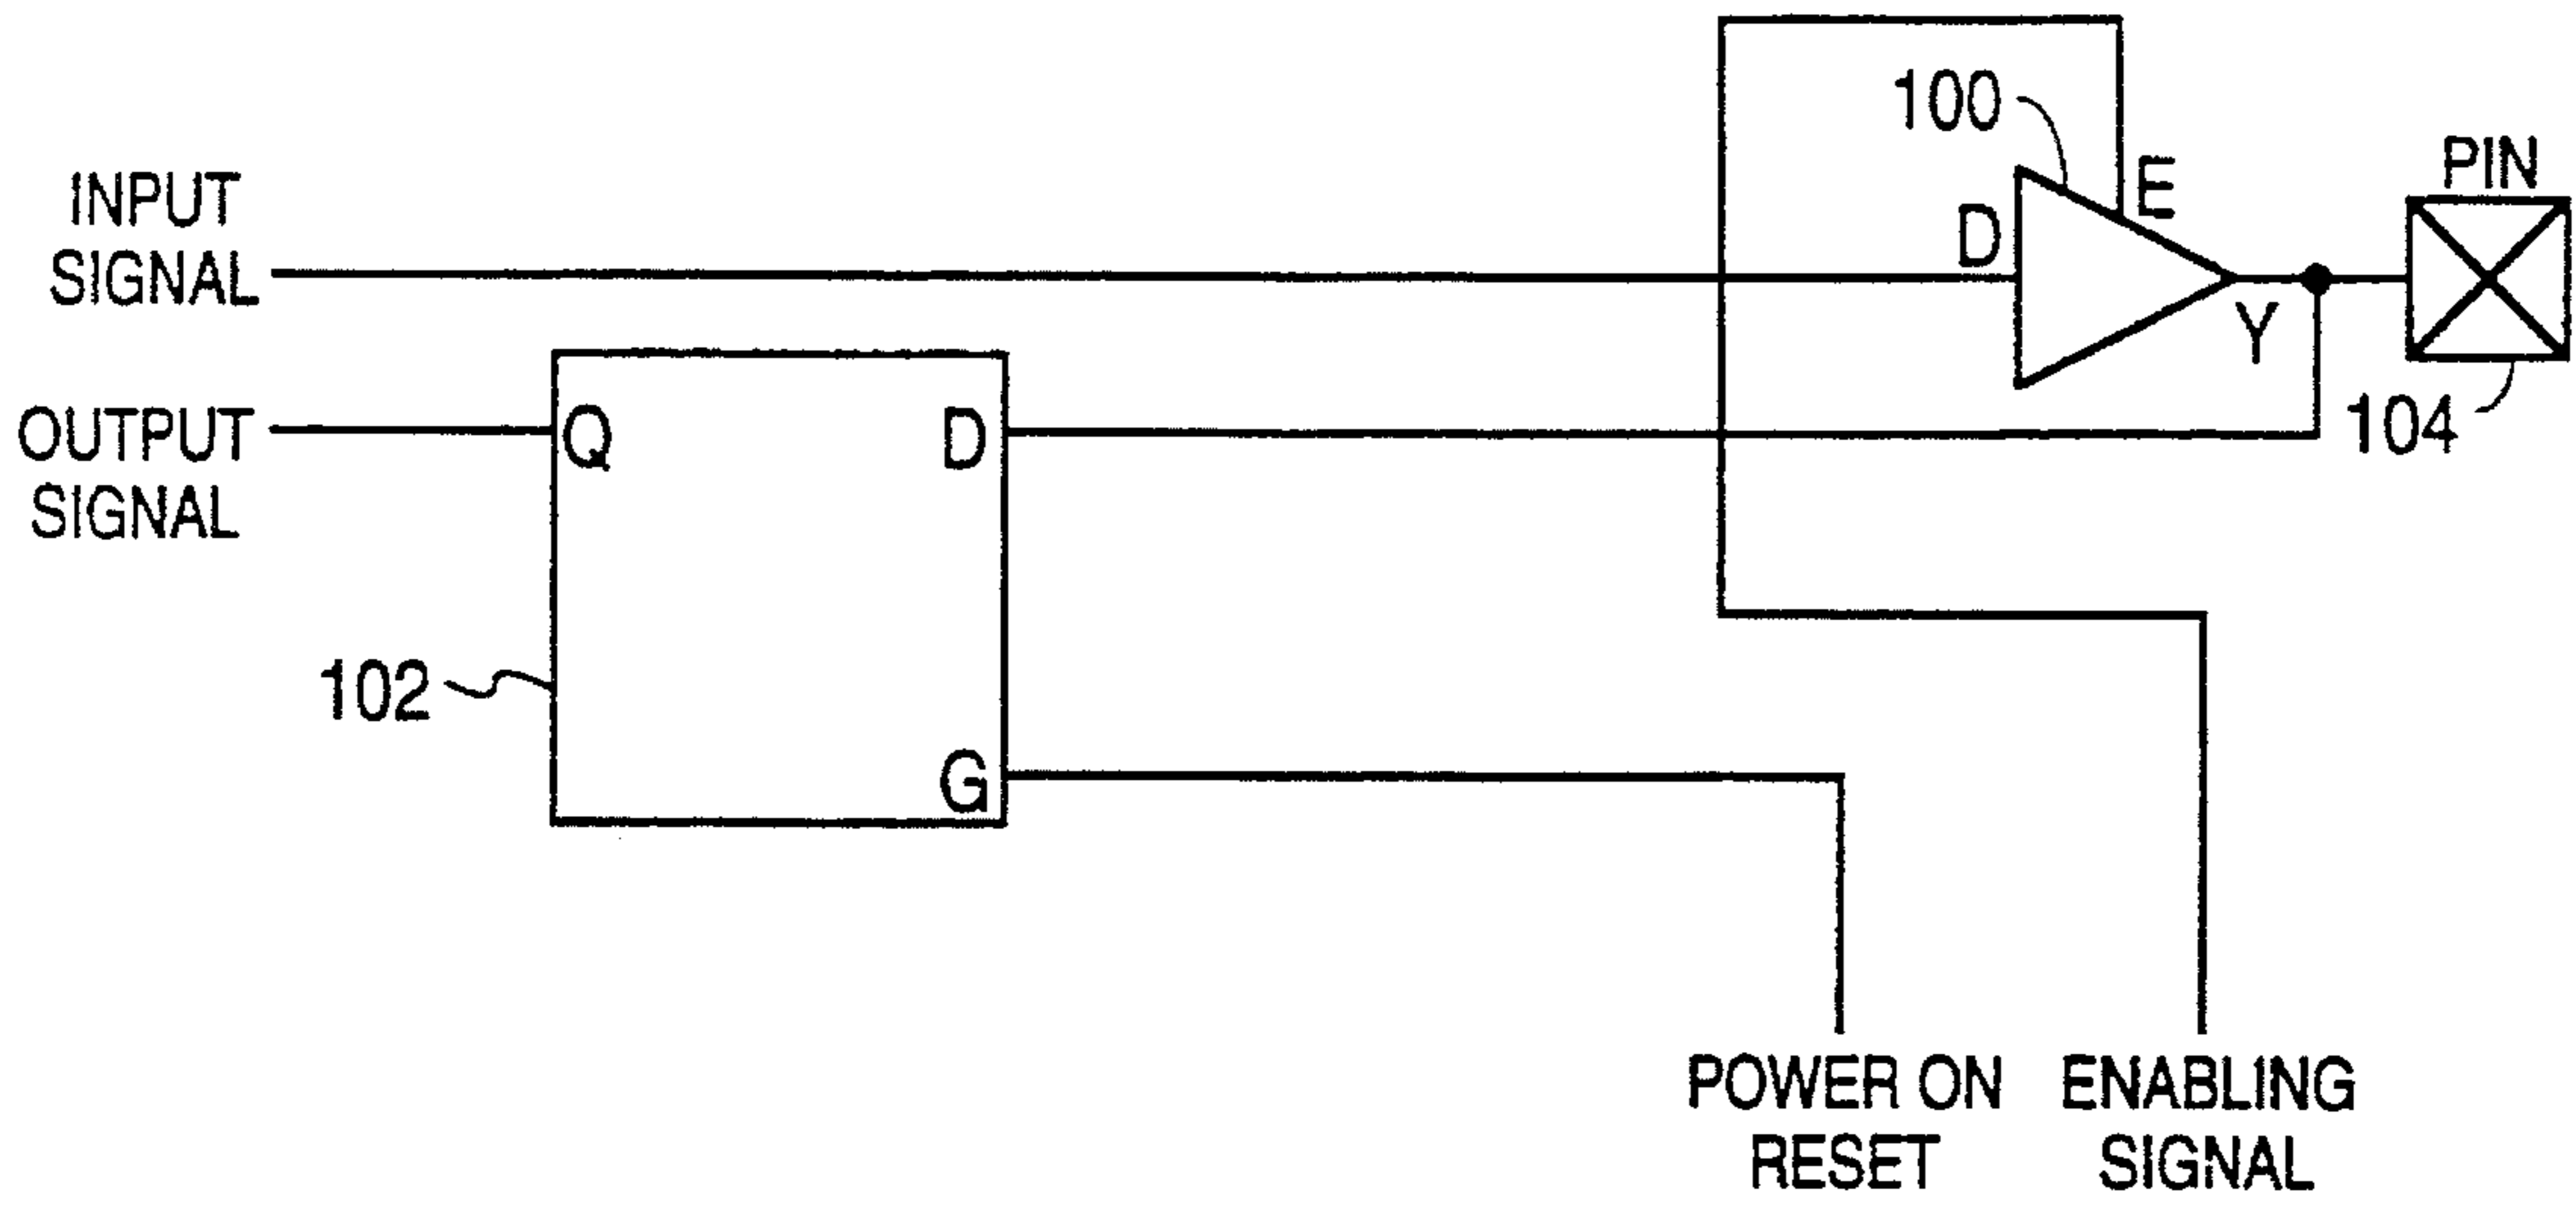 100
PIN
E
INPUT
SIGNAL
D
Y
104
OUTPUT
SIGNAL
Q
D
102
G
POWER ON
RESET
ENABLING
SIGNAL